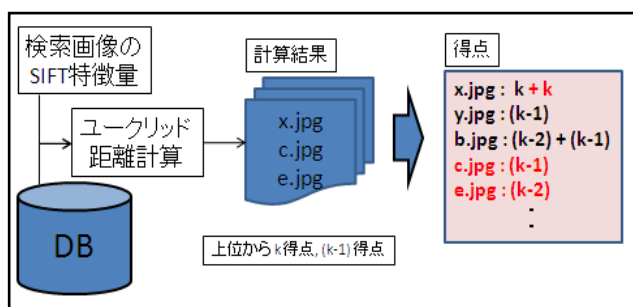 検索画像の
SIFT特徴量
DB
ユークリッド
距離計算
計算結果
x.jpg
c.jpg
e.jpg
上位から k 得点, (k-1) 得点
得点
x.jpg : k + k
y.jpg : (k-1)
b.jpg : (k-2) + (k-1)
c.jpg : (k-1)
e.jpg : (k-2)
: